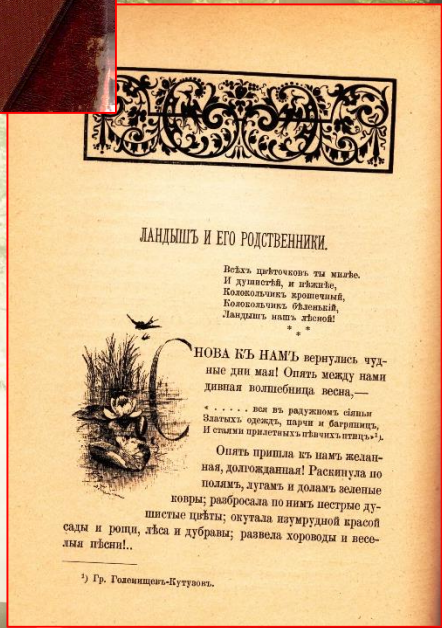 ЛАНДЫШЪ И ЕГО РОДСТВЕННИКИ.
Всѣхъ цвѣточковъ ты милѣе.
И душистѣй, и нѣжнѣе,
Колокольчикъ крошечный,
Колокольчикъ бѣленькій,
Ландышъ нашъ лѣсной!
* * *
СНОВА КЪ НАМЪ вернулись чуд-
ные дни мая! Опять между нами
дивная волшебница весна,—
« . . . . . вся въ радужномъ сіяньи
Златыхъ одеждъ, парчи и багряницъ,
И стаями прилетныхъ пѣвчихъ птицъ»¹).
Опять пришла къ намъ желан-
ная, долгожданная! Раскинула по
полямъ, лугамъ и доламъ зеленые
ковры; разбросала по нимъ пестрые ду-
шистые цвѣты; окутала изумрудной красой
сады и рощи, лѣса и дубравы; развела хороводы и весе-
лыя пѣсни!..
¹) Гр. Голенищевъ-Кутузовъ.